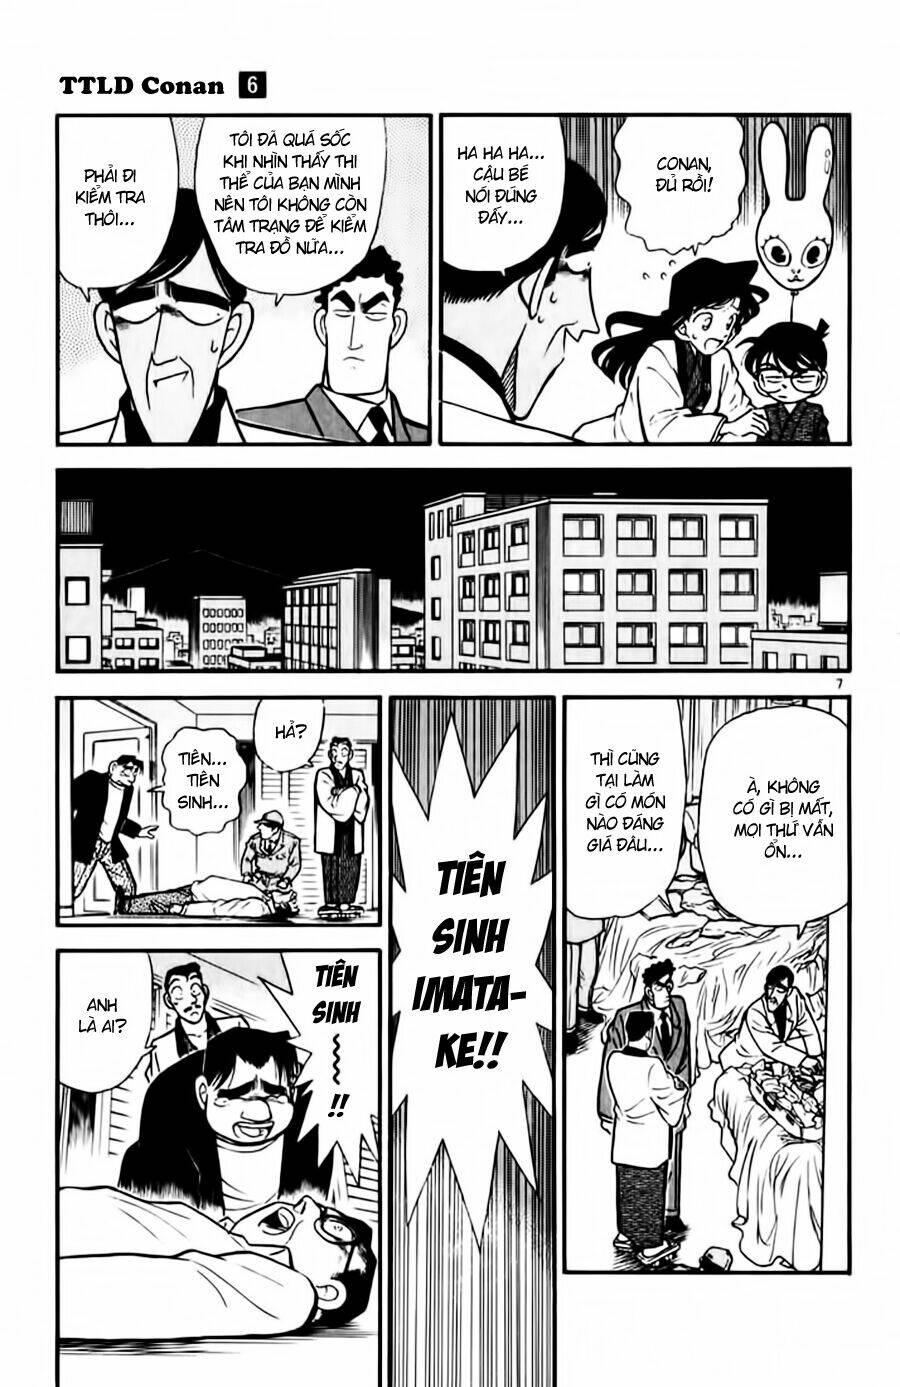 TTLD Conan 6
CONAN,
ĐỦ RỒI!
HA HA HA...
CẬU BÉ
NÓI ĐÚNG
ĐẤY...
TÔI ĐÃ QUÁ SỐC
KHI NHÌN THẤY THI
THỂ CỦA BẠN MÌNH
NÊN TÔI KHÔNG CÒN
TÂM TRẠNG ĐỂ KIỂM
TRA ĐỒ NỮA...
PHẢI ĐI
KIỂM TRA
THÔI...
7
À, KHÔNG
CÓ GÌ BỊ MẤT,
MỌI THỨ VẪN
ỔN...
THÌ CŨNG
TẠI LÀM
GÌ CÓ MÓN
NÀO ĐÁNG
GIÁ ĐÂU...
TIÊN
SINH
IMATA-
KE!!
HẢ?
TIÊN...
TIÊN
SINH...
TIÊN
SINH
!!
ANH
LÀ AI?